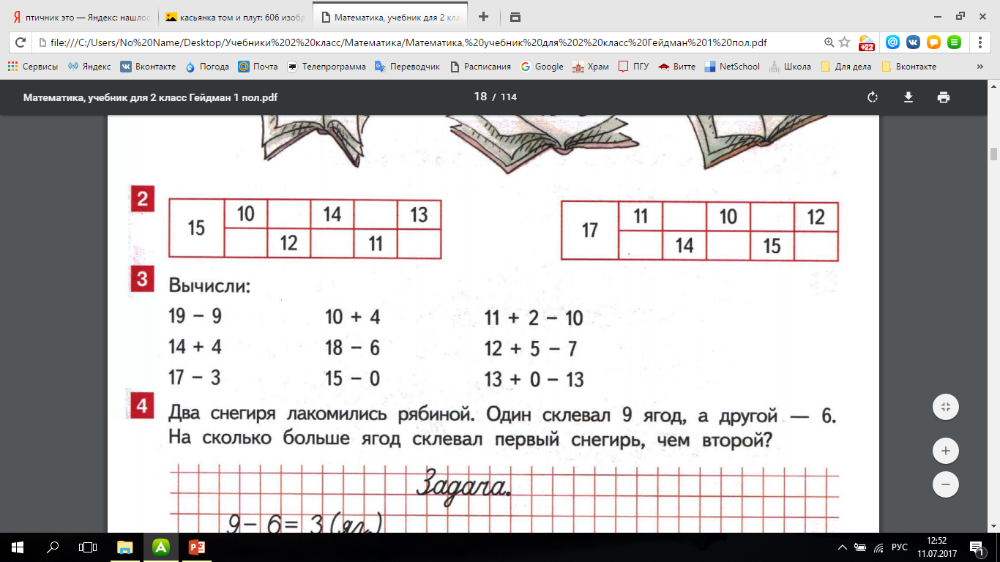 птичник это — Яндекс: нашлос
касьянка том и плут: 606 изобр
Математика, учебник для 2 кла
file:///C:/Users/No%20Name/Desktop/Учебники%202%20класс/Математика/Математика,%20учебник%20для%202%20класс%20Гейдман%201%20пол.pdf
+22
Сервисы Яндекс Вконтакте Погода Почта Телепрограмма Переводчик Расписания Google Храм ПГУ Витте NetSchool Школа Для дела Вконтакте »
Математика, учебник для 2 класс Гейдман 1 пол.pdf 18 / 114
2
15 10 14 13
12 11
17 11 10 12
14 15
3 Вычисли:
19 – 9 10 + 4 11 + 2 – 10
14 + 4 18 – 6 12 + 5 – 7
17 – 3 15 – 0 13 + 0 – 13
4 Два снегиря лакомились рябиной. Один склевал 9 ягод, а другой — 6.
На сколько больше ягод склевал первый снегирь, чем второй?
Задача.
9 – 6 = 3 (яг.)
12:52
РУС
11.07.2017
1